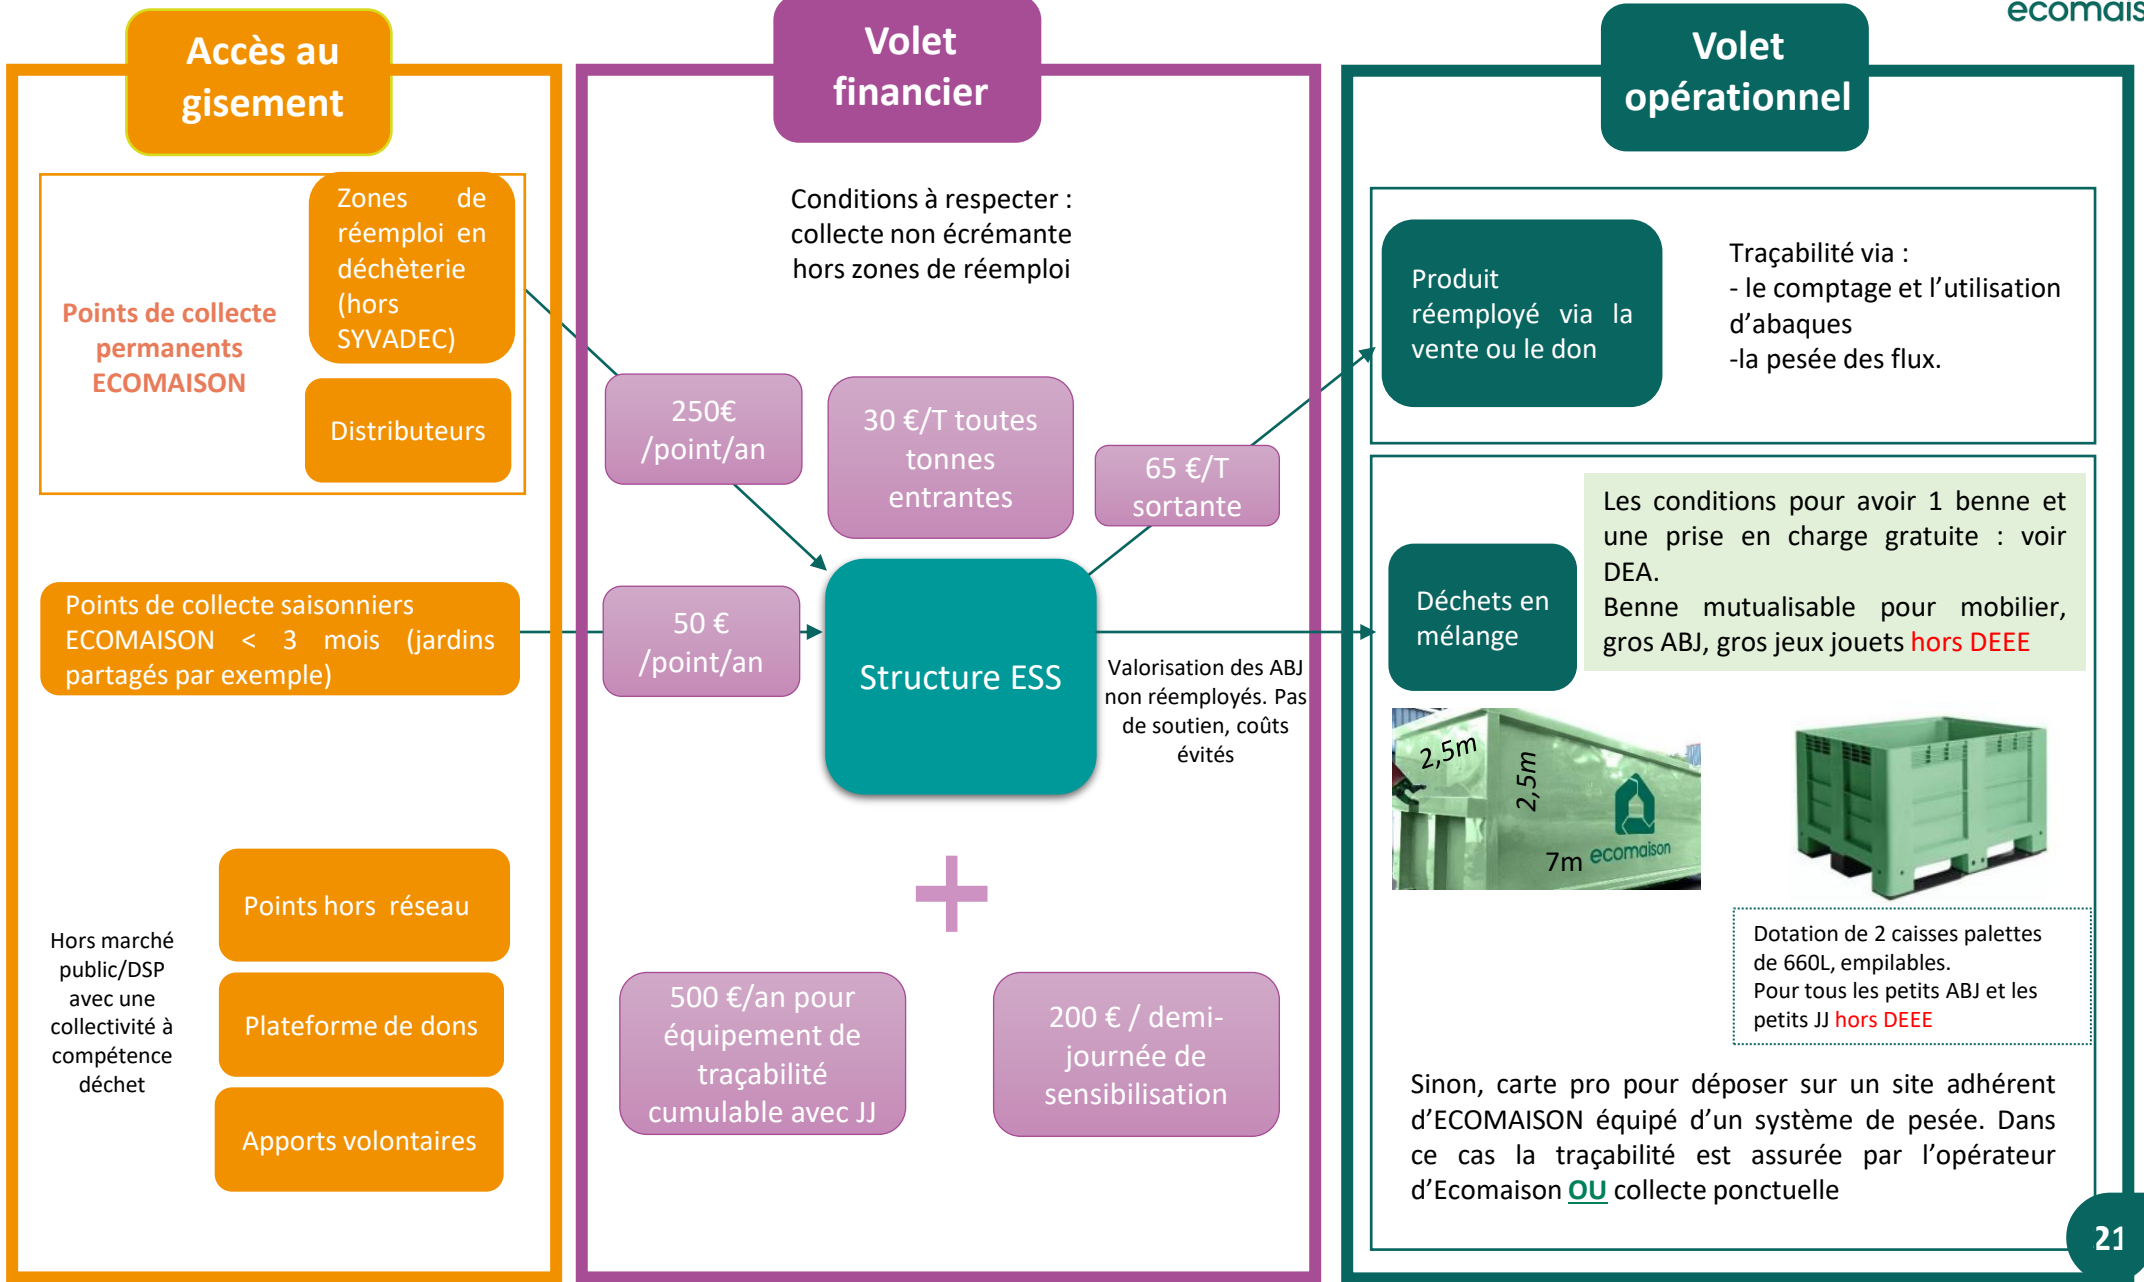 ecomais
Accès au
gisement
Zones de
réemploi en
déchèterie
(hors
SYVADEC)
Points de collecte
permanents
ECOMAISON
Distributeurs
Points de collecte saisonniers
ECOMAISON < 3 mois (jardins
partagés par exemple)
Points hors réseau
Hors marché
public/DSP
avec une
collectivité à
compétence
déchet
Plateforme de dons
Apports volontaires
Volet
financier
Conditions à respecter :
collecte non écrémante
hors zones de réemploi
250€
/point/an
30 €/T toutes
tonnes
entrantes
65 €/T
sortante
50 €
/point/an
Structure ESS
Valorisation des ABJ
non réemployés. Pas
de soutien, coûts
évités
+
500 €/an pour
équipement de
traçabilité
cumulable avec JJ
200 € / demi-
journée de
sensibilisation
Volet
opérationnel
Produit
réemployé via la
vente ou le don
Traçabilité via :
- le comptage et l’utilisation
d’abaques
-la pesée des flux.
Déchets en
mélange
Les conditions pour avoir 1 benne et
une prise en charge gratuite : voir
DEA.
Benne mutualisable pour mobilier,
gros ABJ, gros jeux jouets hors DEEE
2,5m
2,5m
7m
ecomaison
Dotation de 2 caisses palettes
de 660L, empilables.
Pour tous les petits ABJ et les
petits JJ hors DEEE
Sinon, carte pro pour déposer sur un site adhérent
d’ECOMAISON équipé d’un système de pesée. Dans
ce cas la traçabilité est assurée par l’opérateur
d’Ecomaison OU collecte ponctuelle
21